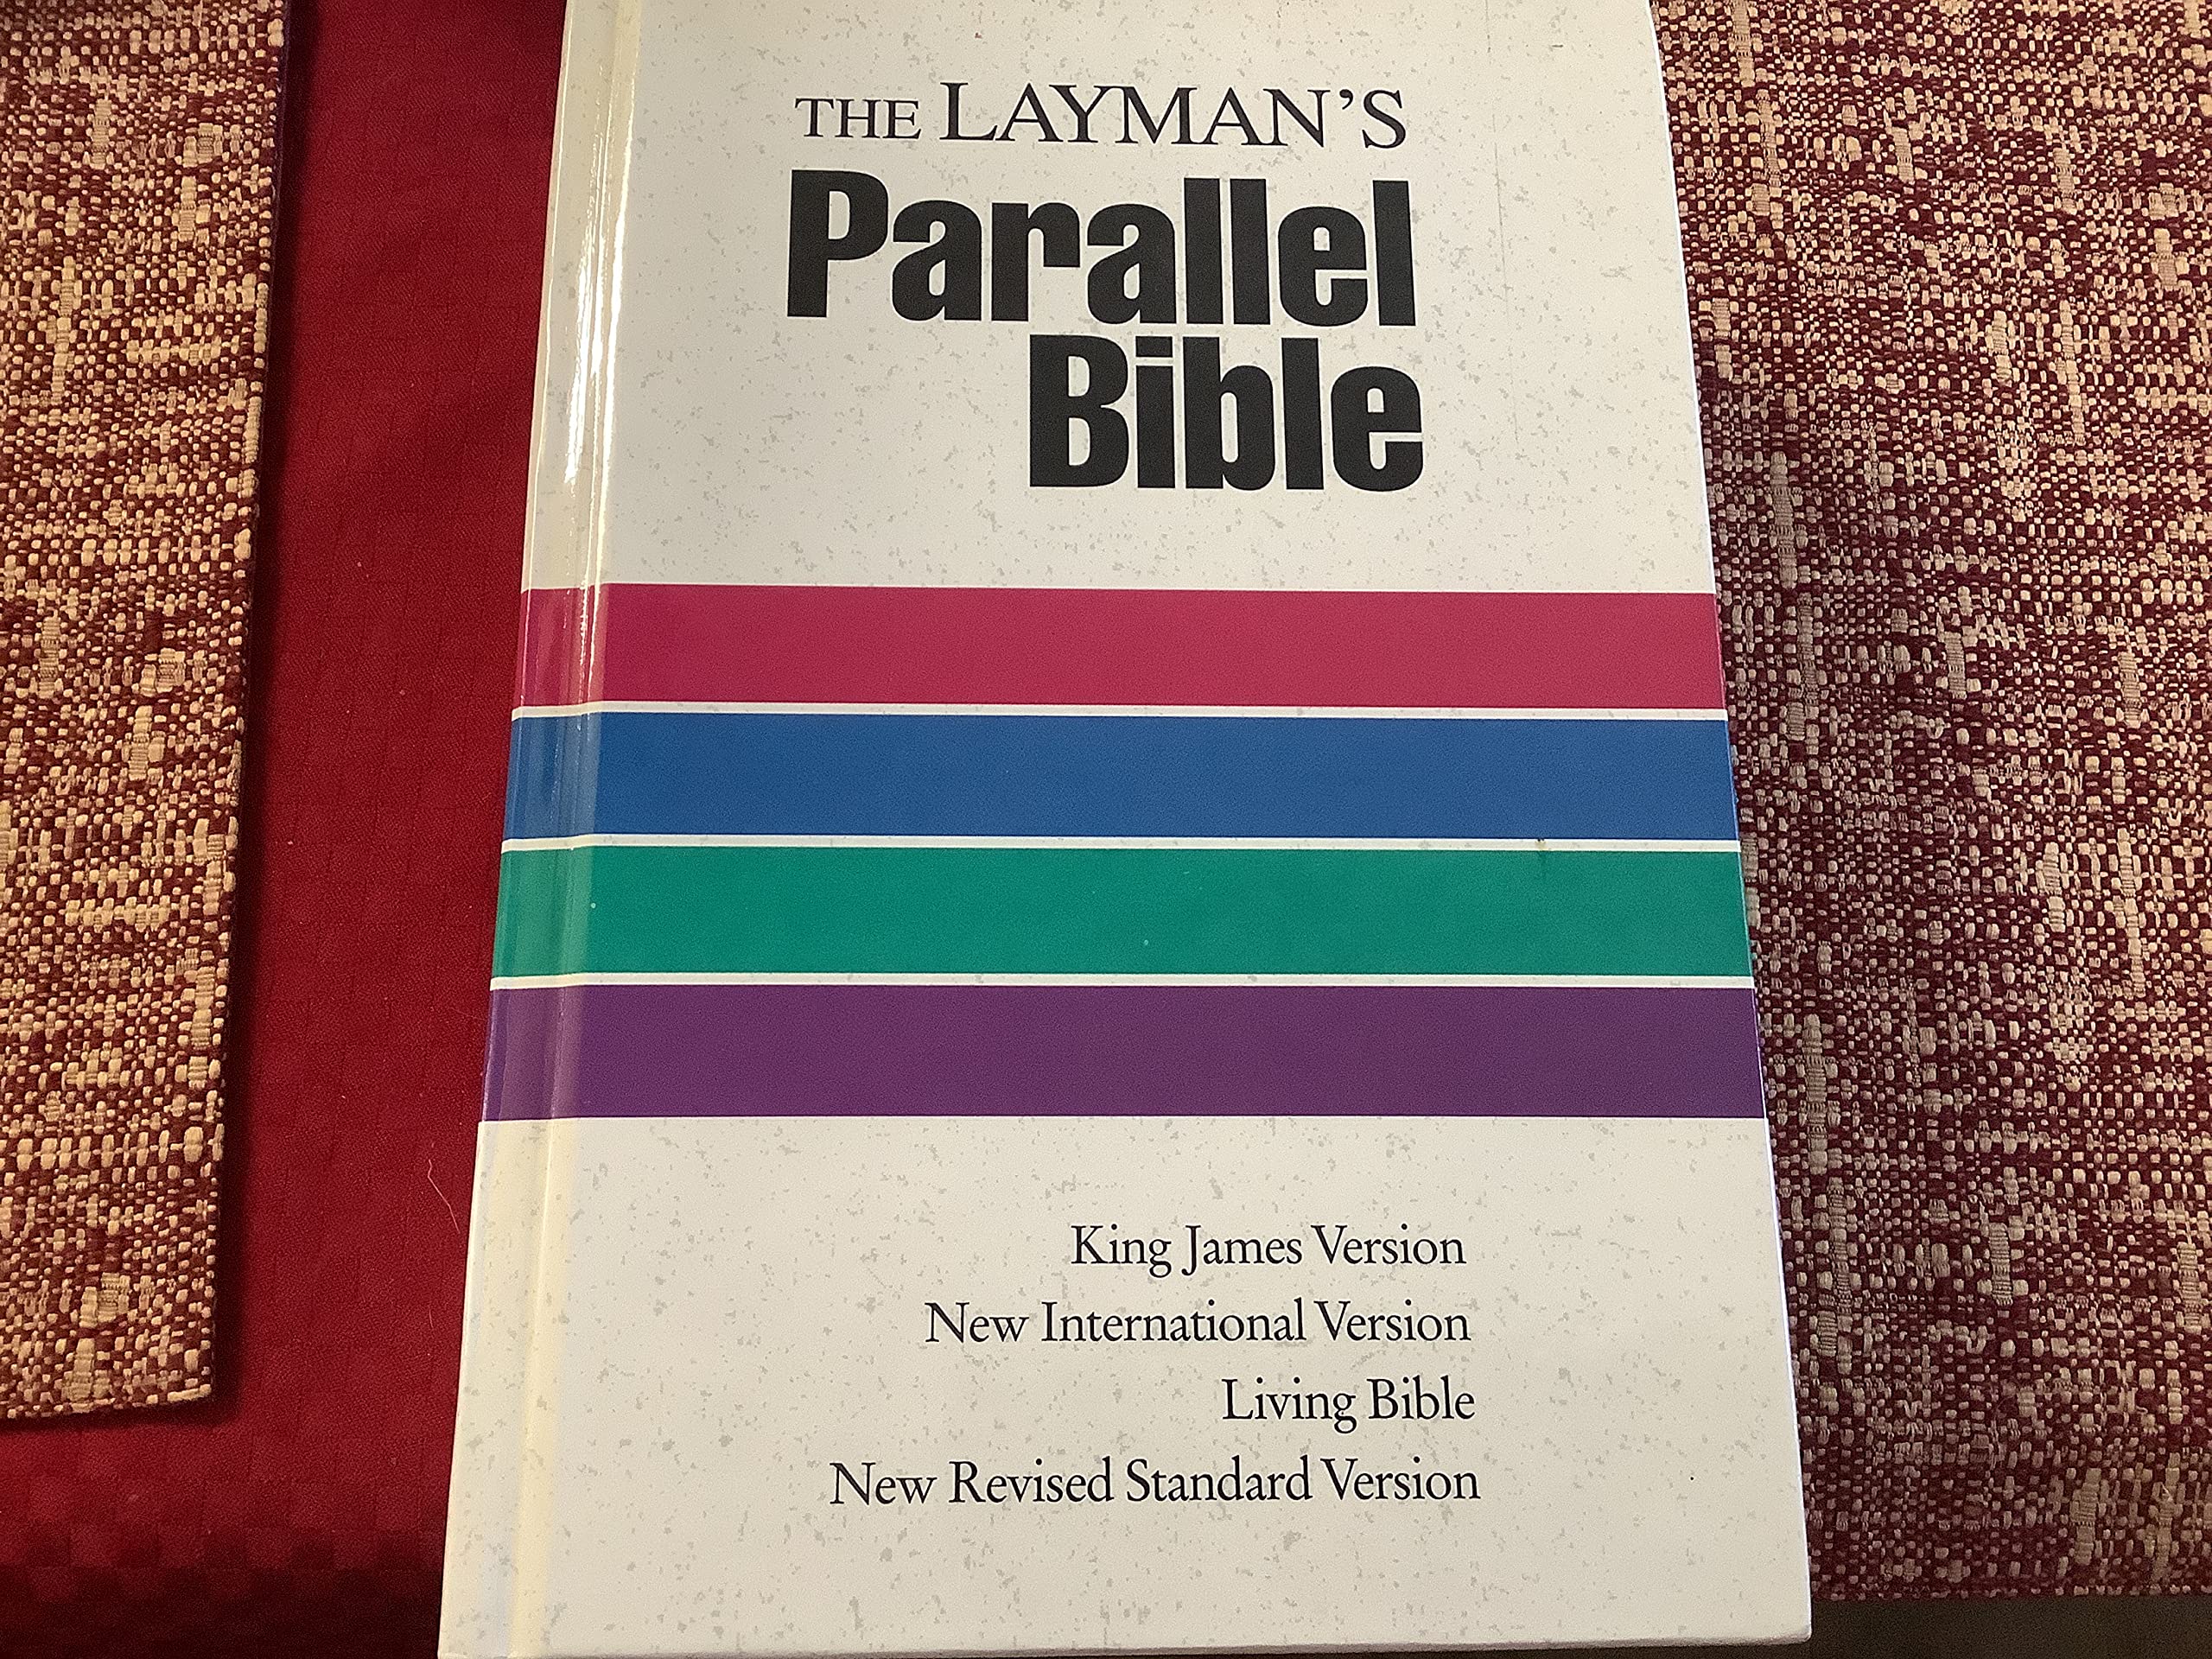 THE LAYMAN'S
Parallel
Bible
King James Version
New International Version
Living Bible
New Revised Standard Version